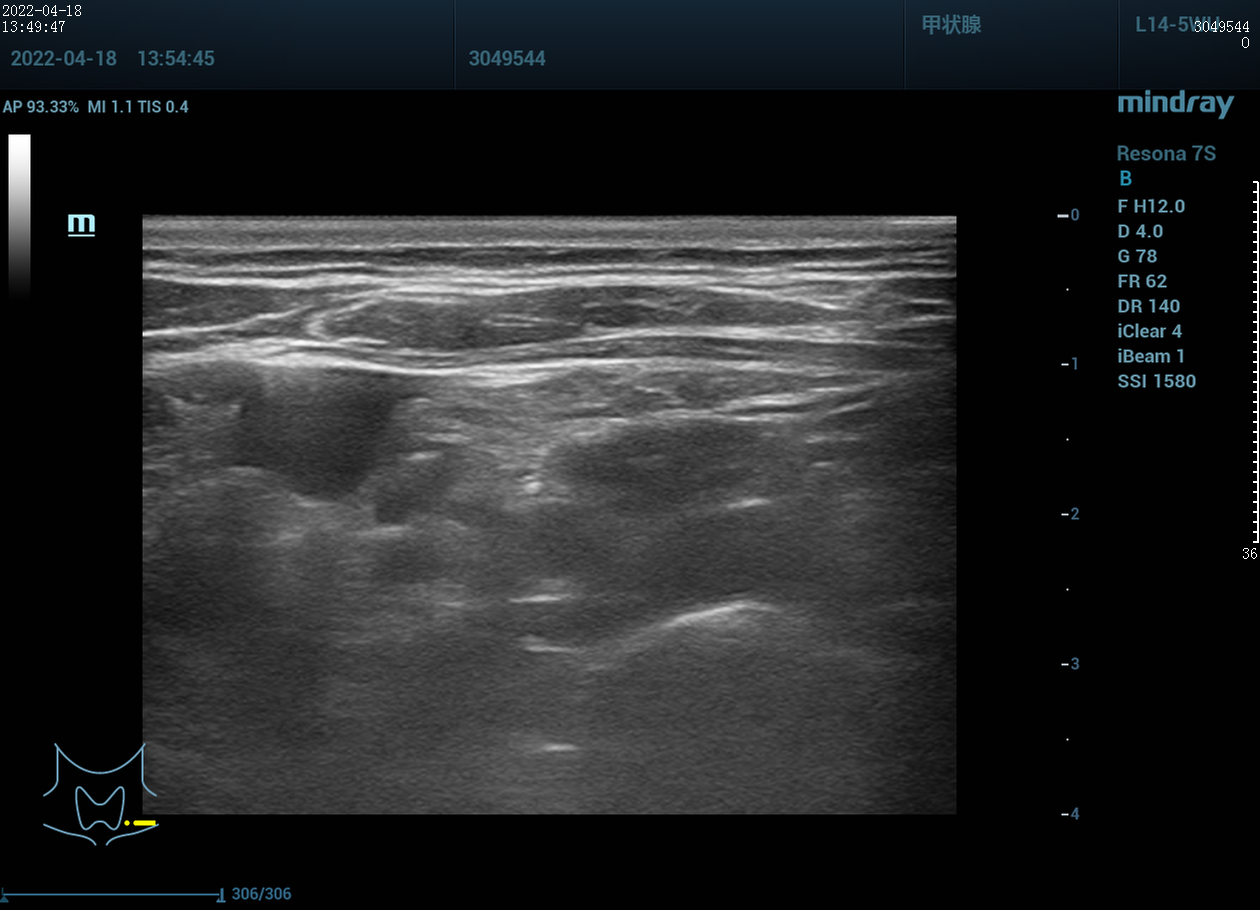 2022-04-18
13:49:47
甲状腺
3049544
0
2022-04-18 13:54:45
3049544
AP 93.33% MI 1.1 TIS 0.4
mindray
Resona 7S
B
F H12.0
D 4.0
G 78
FR 62
DR 140
iClear 4
iBeam 1
SSI 1580
m
0
1
2
3
4
36
306/306